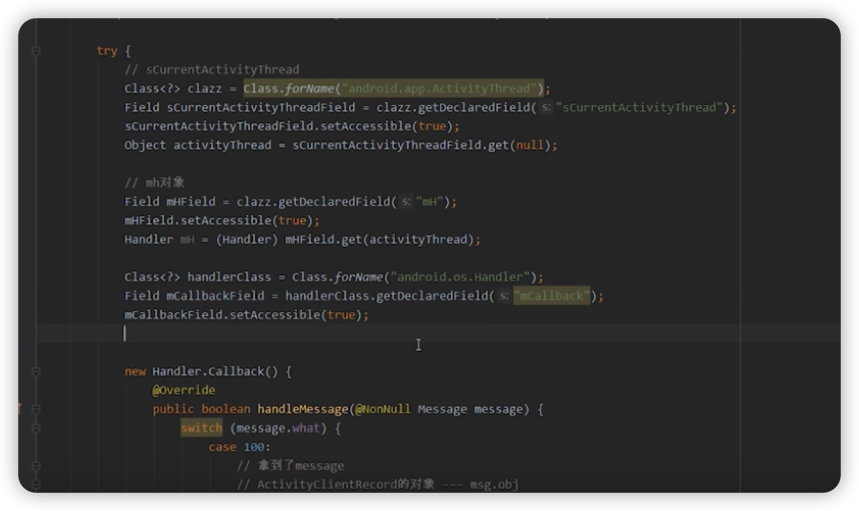 try {
// sCurrentActivityThread
Class<?> clazz = Class.forName("android.app.ActivityThread");
Field sCurrentActivityThreadField = clazz.getDeclaredField( s: "sCurrentActivityThread");
sCurrentActivityThreadField.setAccessible(true);
Object activityThread = sCurrentActivityThreadField.get(null);
// mh对象
Field mHField = clazz.getDeclaredField( s: "mH");
mHField.setAccessible(true);
Handler mH = (Handler) mHField.get(activityThread);
Class<?> handlerClass = Class.forName("android.os.Handler");
Field mCallbackField = handlerClass.getDeclaredField( s: "mCallback");
mCallbackField.setAccessible(true);
new Handler.Callback() {
@Override
public boolean handleMessage(@NonNull Message message) {
switch (message.what) {
case 100:
// 拿到了message
// ActivityClientRecord的对象 --- msg.obj